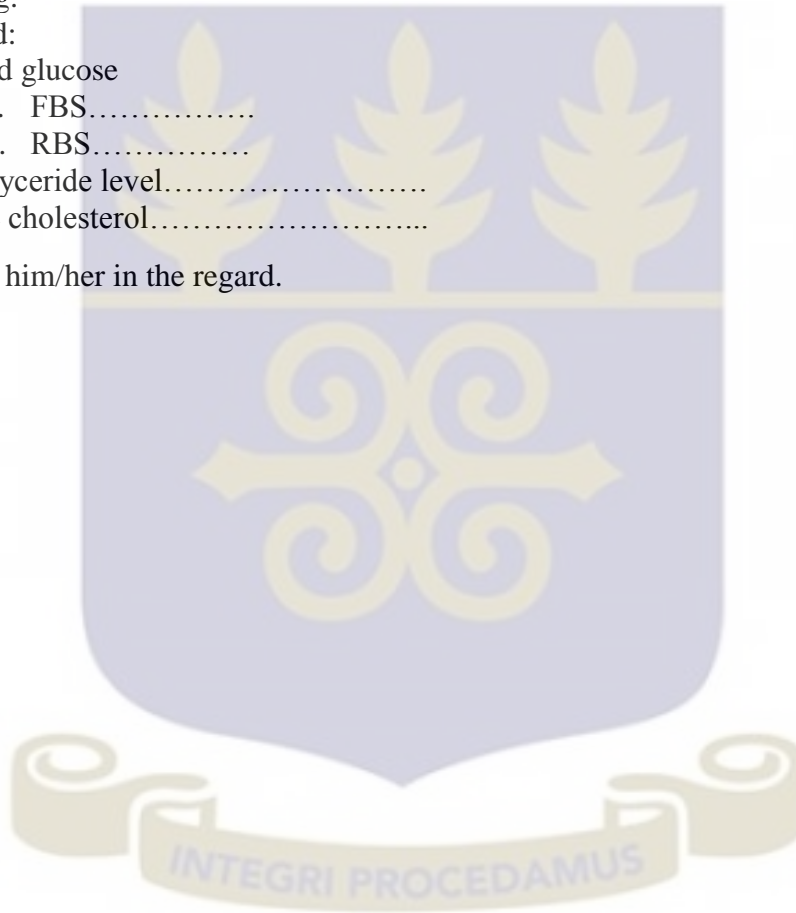 g.
d:
d glucose
. FBS…………….
. RBS……………
yceride level…………………….
cholesterol……………………...
him/her in the regard.
INTEGRI PROCEDAMUS